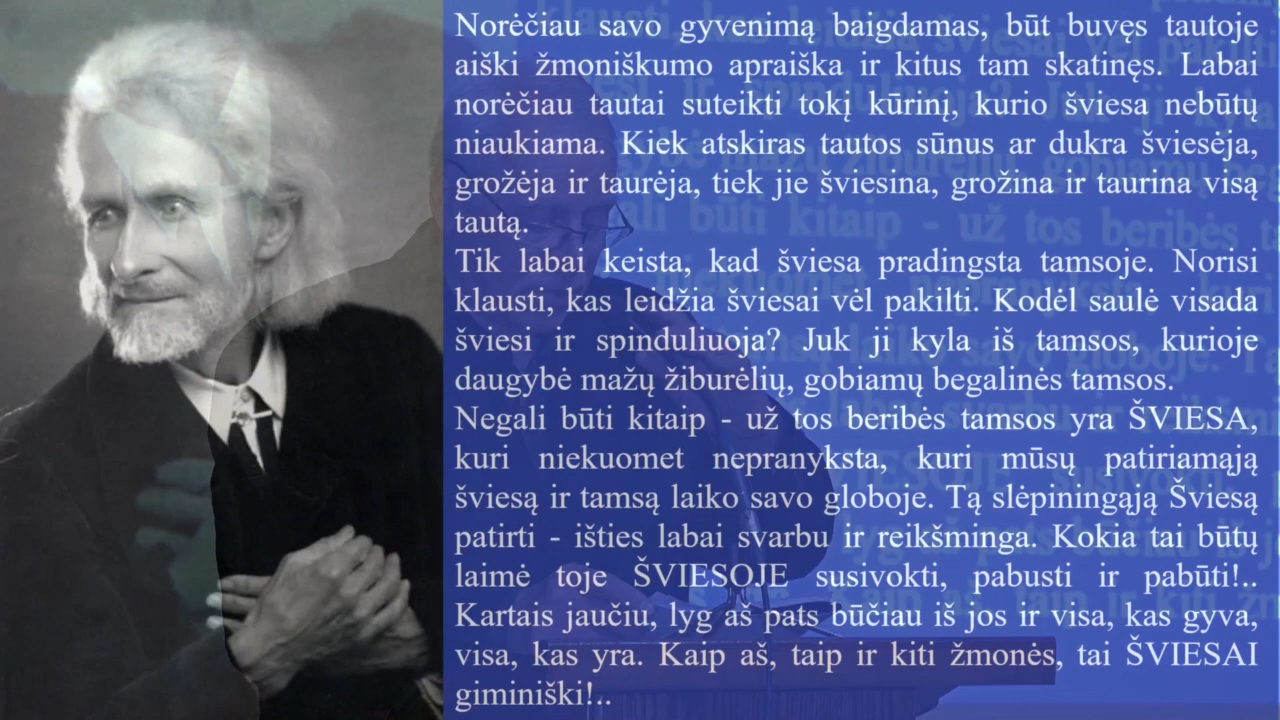 Norėčiau savo gyvenimą baigdamas, būt buvęs tautoje
aiški žmoniškumo apraiška ir kitus tam skatinęs. Labai
norėčiau tautai suteikti tokį kūrinį, kurio šviesa nebūtų
niaukiama. Kiek atskiras tautos sūnus ar dukra šviesėja,
grožėja ir taurėja, tiek jie šviesina, grožina ir taurina visą
tautą.
Tik labai keista, kad šviesa pradingsta tamsoje. Norisi
klausti, kas leidžia šviesai vėl pakilti. Kodėl saulė visada
šviesi ir spinduliuoja? Juk ji kyla iš tamsos, kurioje
daugybė mažų žiburėlių, gobiamų begalinės tamsos.
Negali būti kitaip - už tos beribės tamsos yra ŠVIESA,
kuri niekuomet nepranyksta, kuri mūsų patiriamąją
šviesą ir tamsą laiko savo globoje. Tą slėpiningąją Šviesą
patirti - išties labai svarbu ir reikšminga. Kokia tai būtų
laimė toje ŠVIESOJE susivokti, pabusti ir pabūti!..
Kartais jaučiu, lyg aš pats būčiau iš jos ir visa, kas gyva,
visa, kas yra. Kaip aš, taip ir kiti žmonės, tai ŠVIESAI
giminiški!..